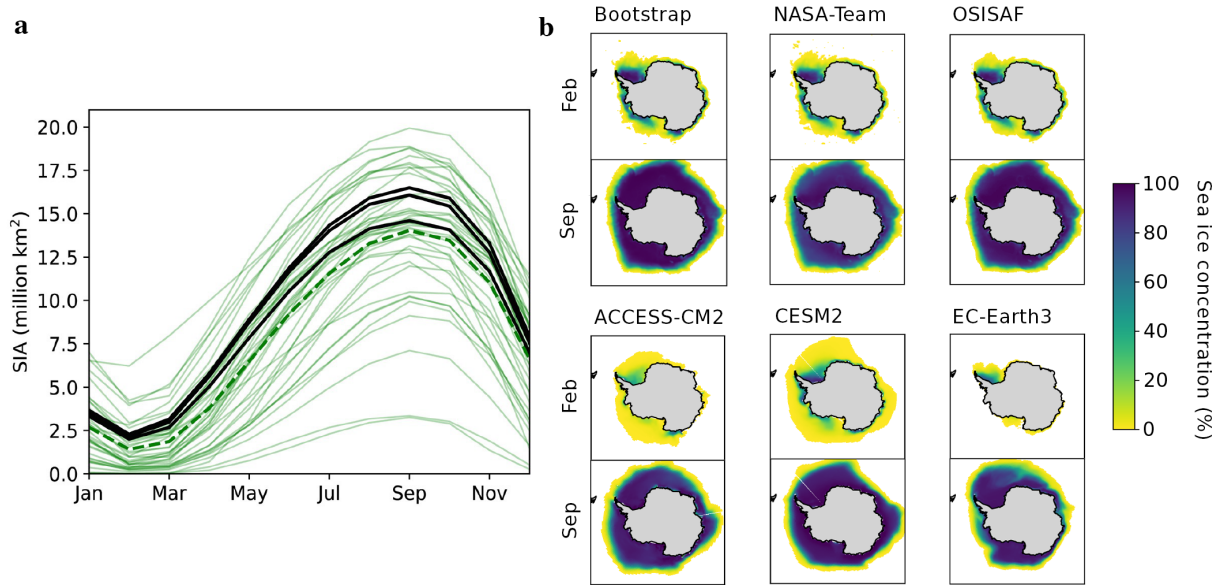 a
20.0
17.5
15.0
12.5
10.0
7.5
5.0
2.5
0.0
SIA (million km²)
Jan Mar May Jul Sep Nov
b
Bootstrap NASA-Team OSISAF
Feb
Sep
ACCESS-CM2 CESM2 EC-Earth3
Feb
Sep
100
80
60
40
20
0
Sea ice concentration (%)